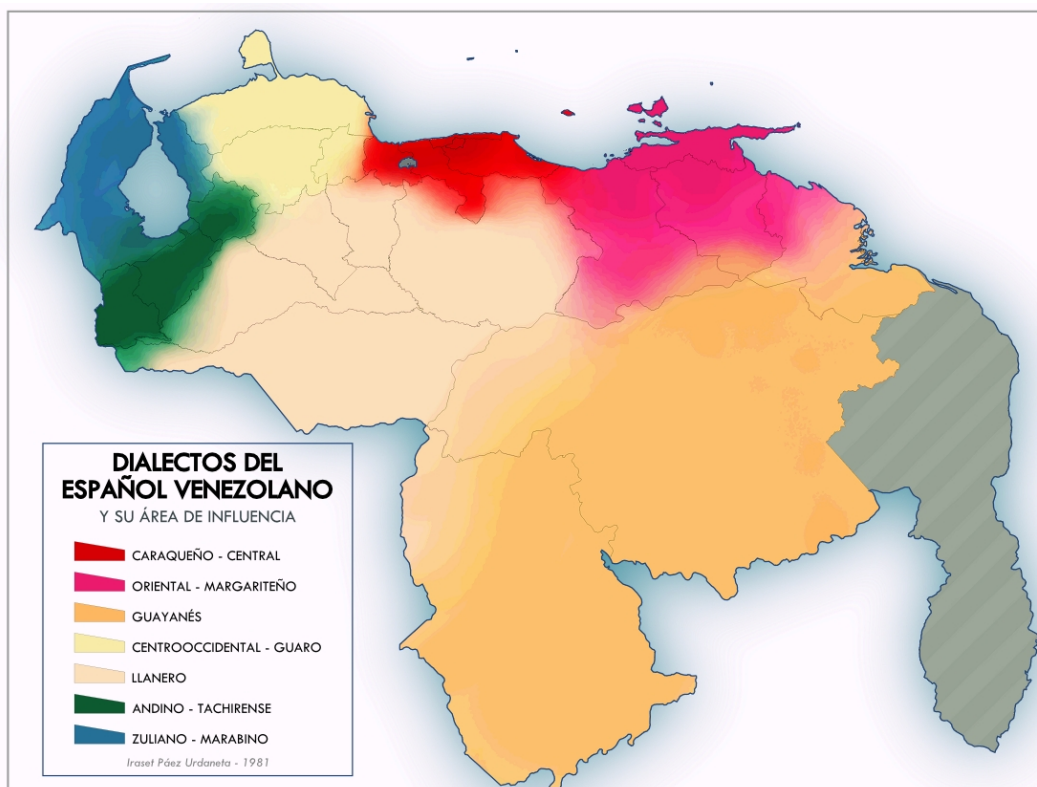 DIALECTOS DEL
ESPAÑOL VENEZOLANO
Y SU ÁREA DE INFLUENCIA
CARAQUEÑO - CENTRAL
ORIENTAL - MARGARITEÑO
GUAYANÉS
CENTROOCCIDENTAL - GUARO
LLANERO
ANDINO - TACHIRENSE
ZULIANO - MARABINO
Iraset Páez Urdaneta - 1981